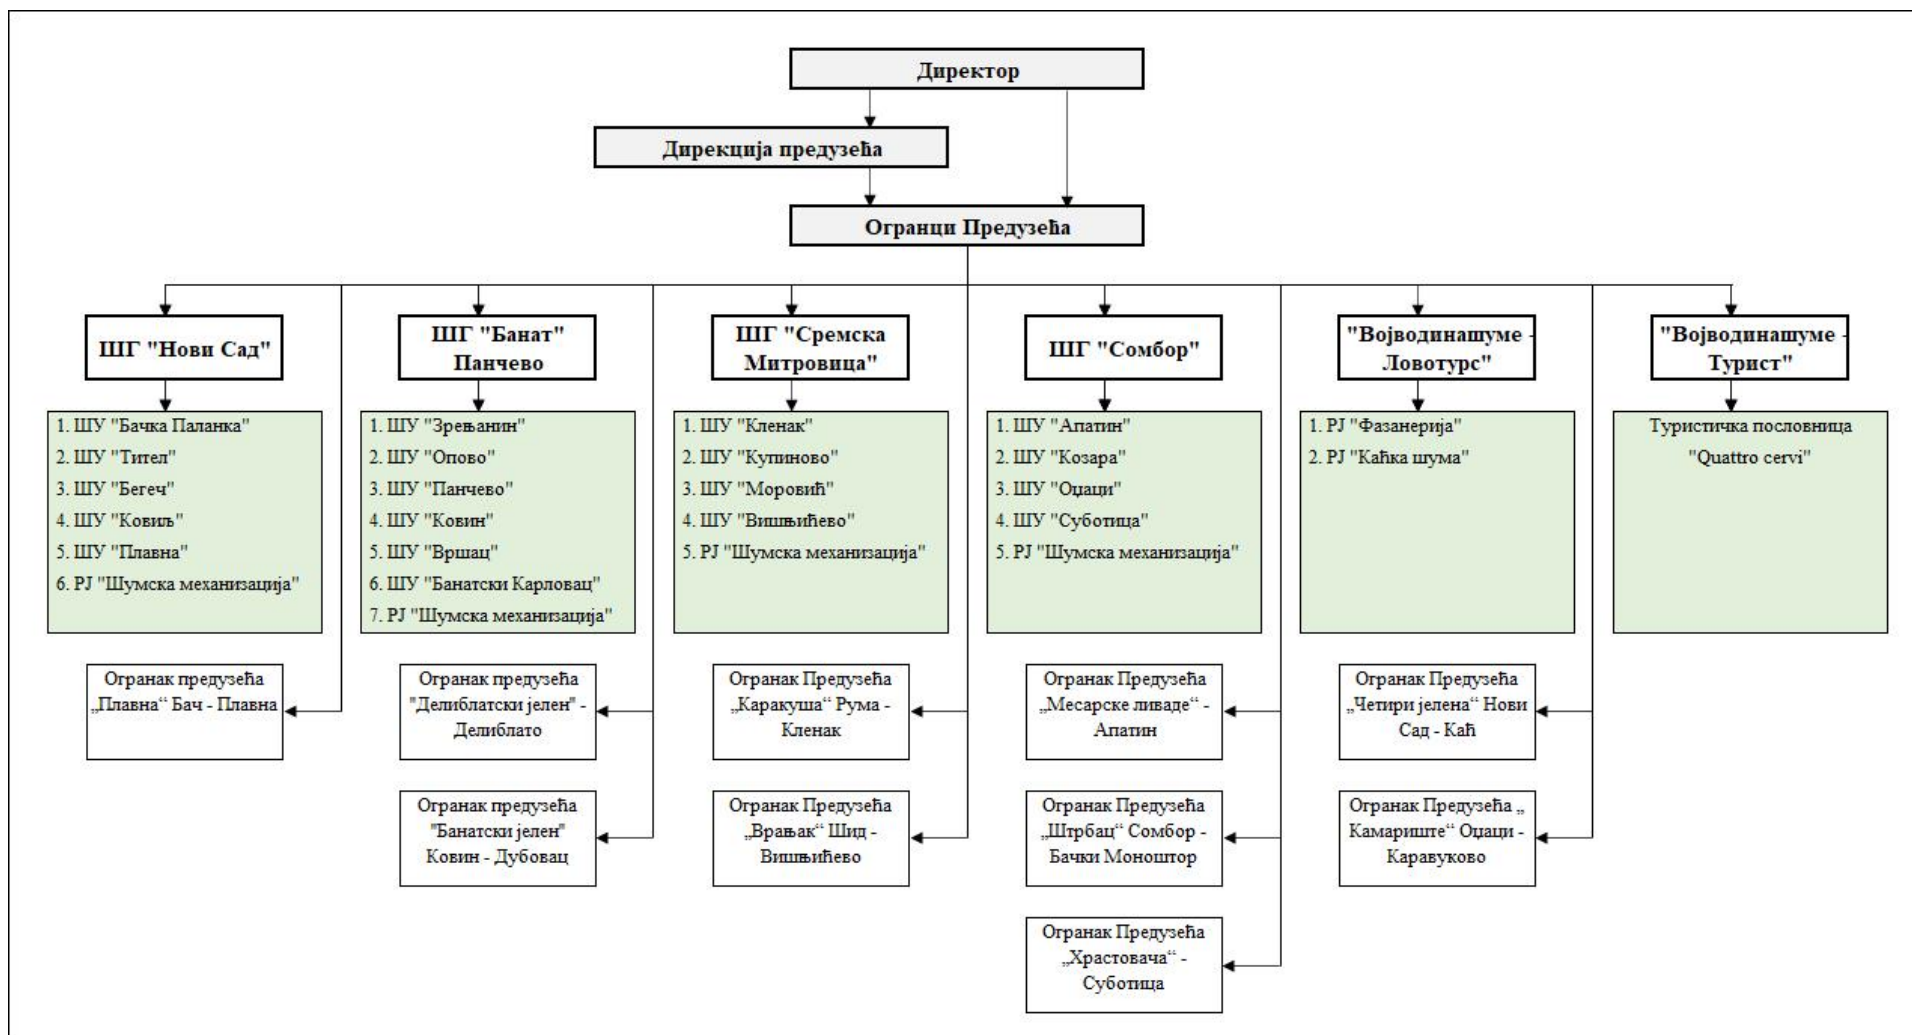 Директор
Дирекција предузећа
Огранци Предузећа
ШГ "Нови Сад"
ШГ "Банат"
Панчево
ШГ "Сремска
Митровица"
ШГ "Сомбор"
"Војводинашуме -
Ловотурс"
"Војводинашуме -
Турист"
1. ШУ "Бачка Паланка"
2. ШУ "Тител"
3. ШУ "Бегеч"
4. ШУ "Ковиљ"
5. ШУ "Плавна"
6. РЈ "Шумска механизација"
1. ШУ "Зрењанин"
2. ШУ "Опово"
3. ШУ "Панчево"
4. ШУ "Ковин"
5. ШУ "Вршац"
6. ШУ "Банатски Карловац"
7. РЈ "Шумска механизација"
1. ШУ "Кленак"
2. ШУ "Купиново"
3. ШУ "Моровић"
4. ШУ "Вишњићево"
5. РЈ "Шумска механизација"
1. ШУ "Апатин"
2. ШУ "Козара"
3. ШУ "Оџаци"
4. ШУ "Суботица"
5. РЈ "Шумска механизација"
1. РЈ "Фазанерија"
2. РЈ "Каћка шума"
Туристичка пословница
"Quattro cervi"
Огранак предузећа
„Плавна“ Бач - Плавна
Огранак предузећа
"Делиблатски јелен" -
Делиблато
Огранак Предузећа
„Каракуша“ Рума -
Кленак
Огранак Предузећа
„Месарске ливаде“ -
Апатин
Огранак Предузећа
„Четири јелена“ Нови
Сад - Каћ
Огранак предузећа
"Банатски јелен"
Ковин - Дубовац
Огранак Предузећа
„Врањак“ Шид -
Вишњићево
Огранак Предузећа
„Штрбац“ Сомбор -
Бачки Моноштор
Огранак Предузећа „
Камариште“ Оџаци -
Каравуково
Огранак Предузећа
„Храстовача“ -
Суботица